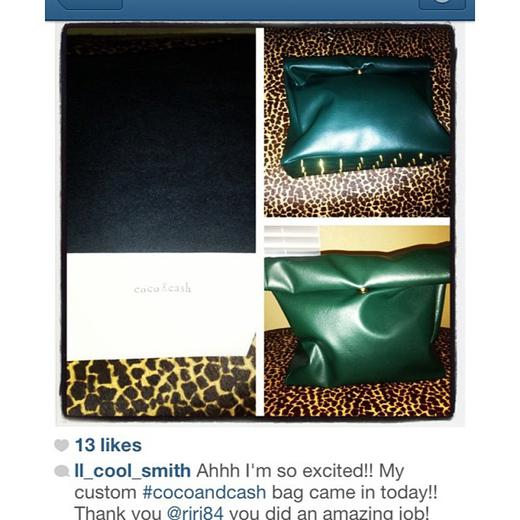 coco&cash
13 likes
ll_cool_smith Ahhh I'm so excited!! My
custom #cocoandcash bag came in today!!
Thank you @riri84 you did an amazing job!